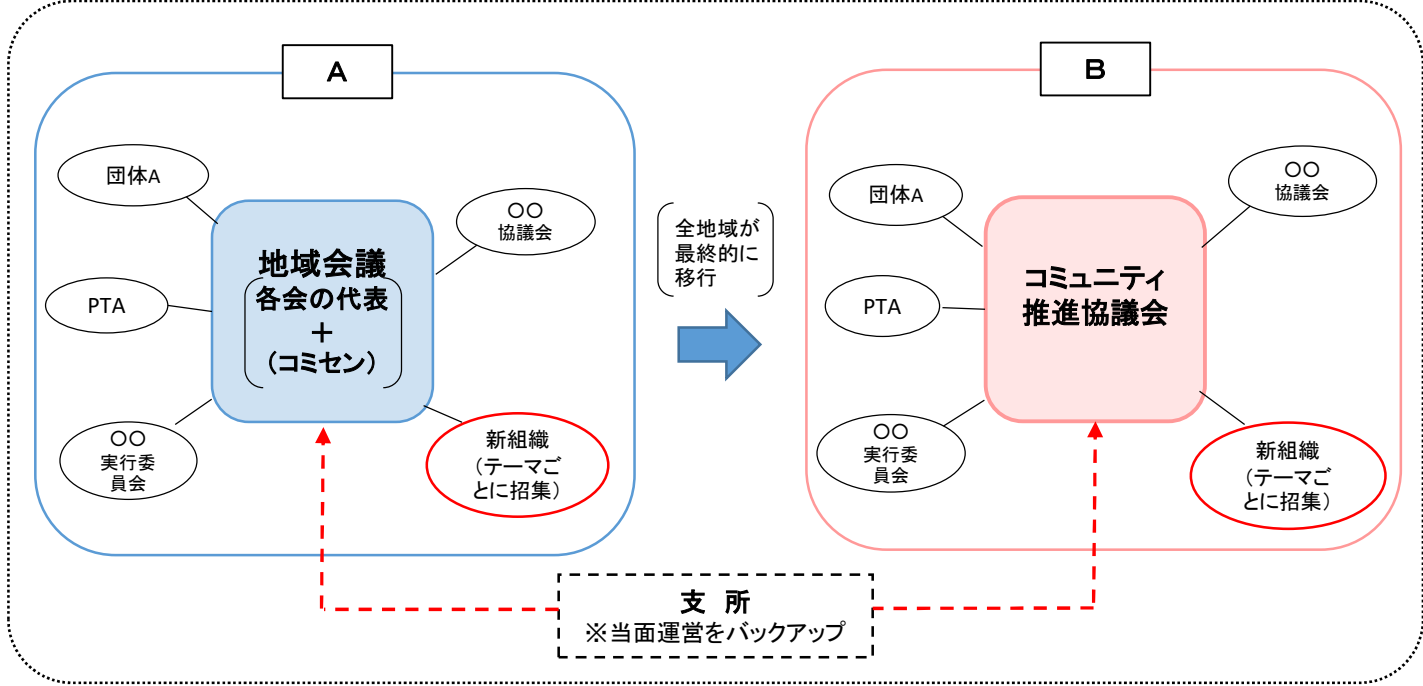 A
団体A
〇〇
協議会
地域会議
各会の代表
＋
(コミセン)
PTA
〇〇
実行委
員会
新組織
(テーマご
とに招集)
全地域が
最終的に
移行
B
団体A
〇〇
協議会
コミュニティ
推進協議会
PTA
〇〇
実行委
員会
新組織
(テーマご
とに招集)
支 所
※当面運営をバックアップ